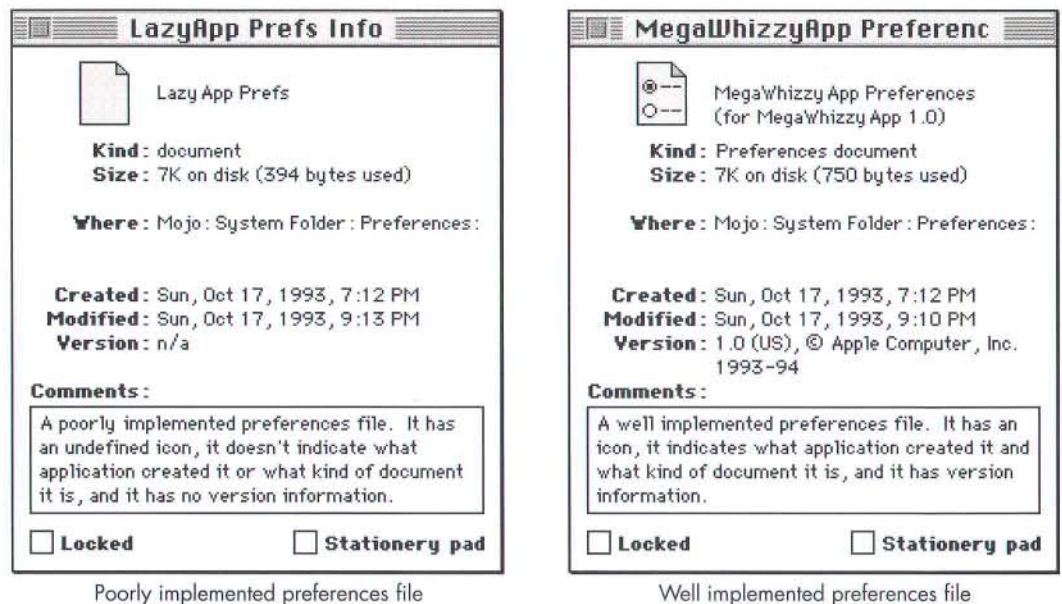 LazyApp Prefs Info
LazyApp Prefs
Kind: document
Size: 7K on disk (394 bytes used)
Where: Mojo: System Folder: Preferences:
Created: Sun, Oct 17, 1993, 7:12 PM
Modified: Sun, Oct 17, 1993, 9:13 PM
Version: n/a
Comments:
A poorly implemented preferences file. It has
an undefined icon, it doesn't indicate what
application created it or what kind of document
it is, and it has no version information.
Locked
Stationery pad
Poorly implemented preferences file
MegaWhizzyApp Preferenc
MegaWhizzyApp Preferences
(for MegaWhizzyApp 1.0)
Kind: Preferences document
Size: 7K on disk (750 bytes used)
Where: Mojo: System Folder: Preferences:
Created: Sun, Oct 17, 1993, 7:12 PM
Modified: Sun, Oct 17, 1993, 9:10 PM
Version: 1.0 (US), © Apple Computer, Inc.
1993-94
Comments:
A well implemented preferences file. It has an
icon, it indicates what application created it and
what kind of document it is, and it has version
information.
Locked
Stationery pad
Well implemented preferences file